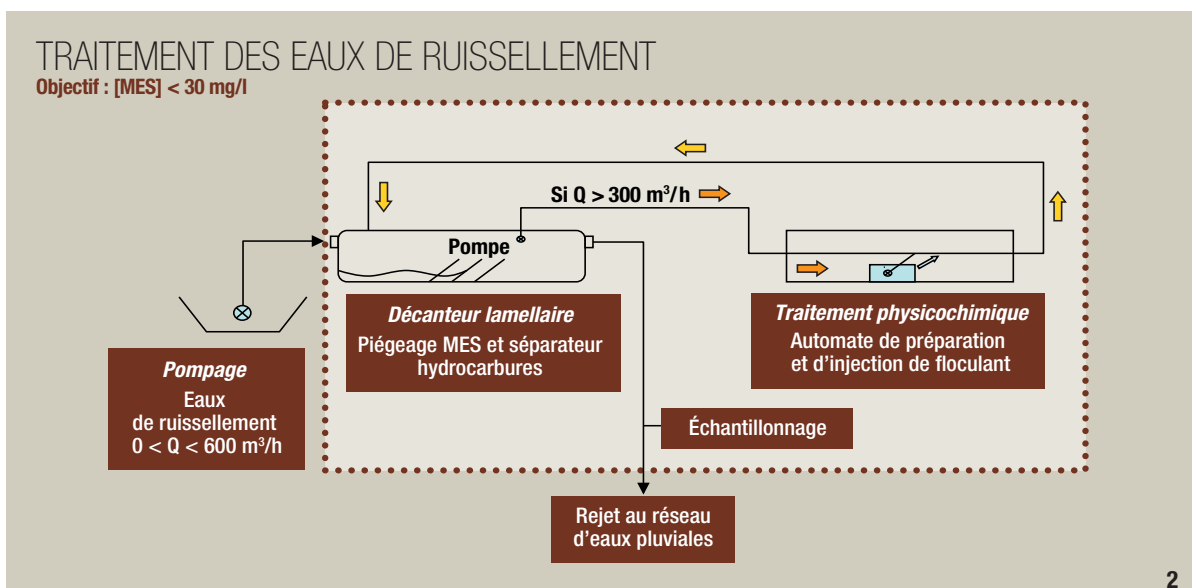 TRAITEMENT DES EAUX DE RUISSELLEMENT
Objectif : [MES] < 30 mg/l
Si Q > 300 m³/h
Pompe
Décanteur lamellaire
Piégeage MES et séparateur
hydrocarbures
Traitement physicochimique
Automate de préparation
et d'injection de floculant
Pompage
Eaux
de ruissellement
0 < Q < 600 m³/h
Échantillonnage
Rejet au réseau
d'eaux pluviales
2